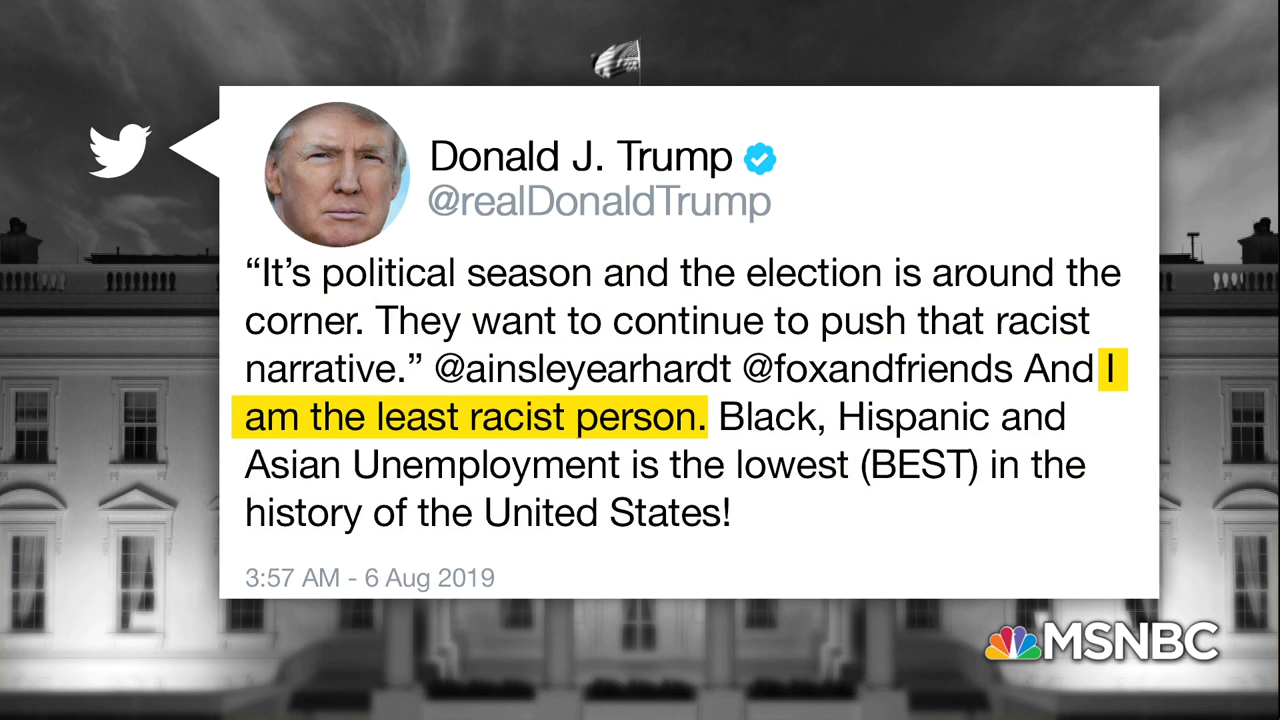 Donald J. Trump
@realDonaldTrump
“It’s political season and the election is around the
corner. They want to continue to push that racist
narrative.” @ainsleyearhardt @foxandfriends And I
am the least racist person. Black, Hispanic and
Asian Unemployment is the lowest (BEST) in the
history of the United States!
3:57 AM - 6 Aug 2019
MSNBC